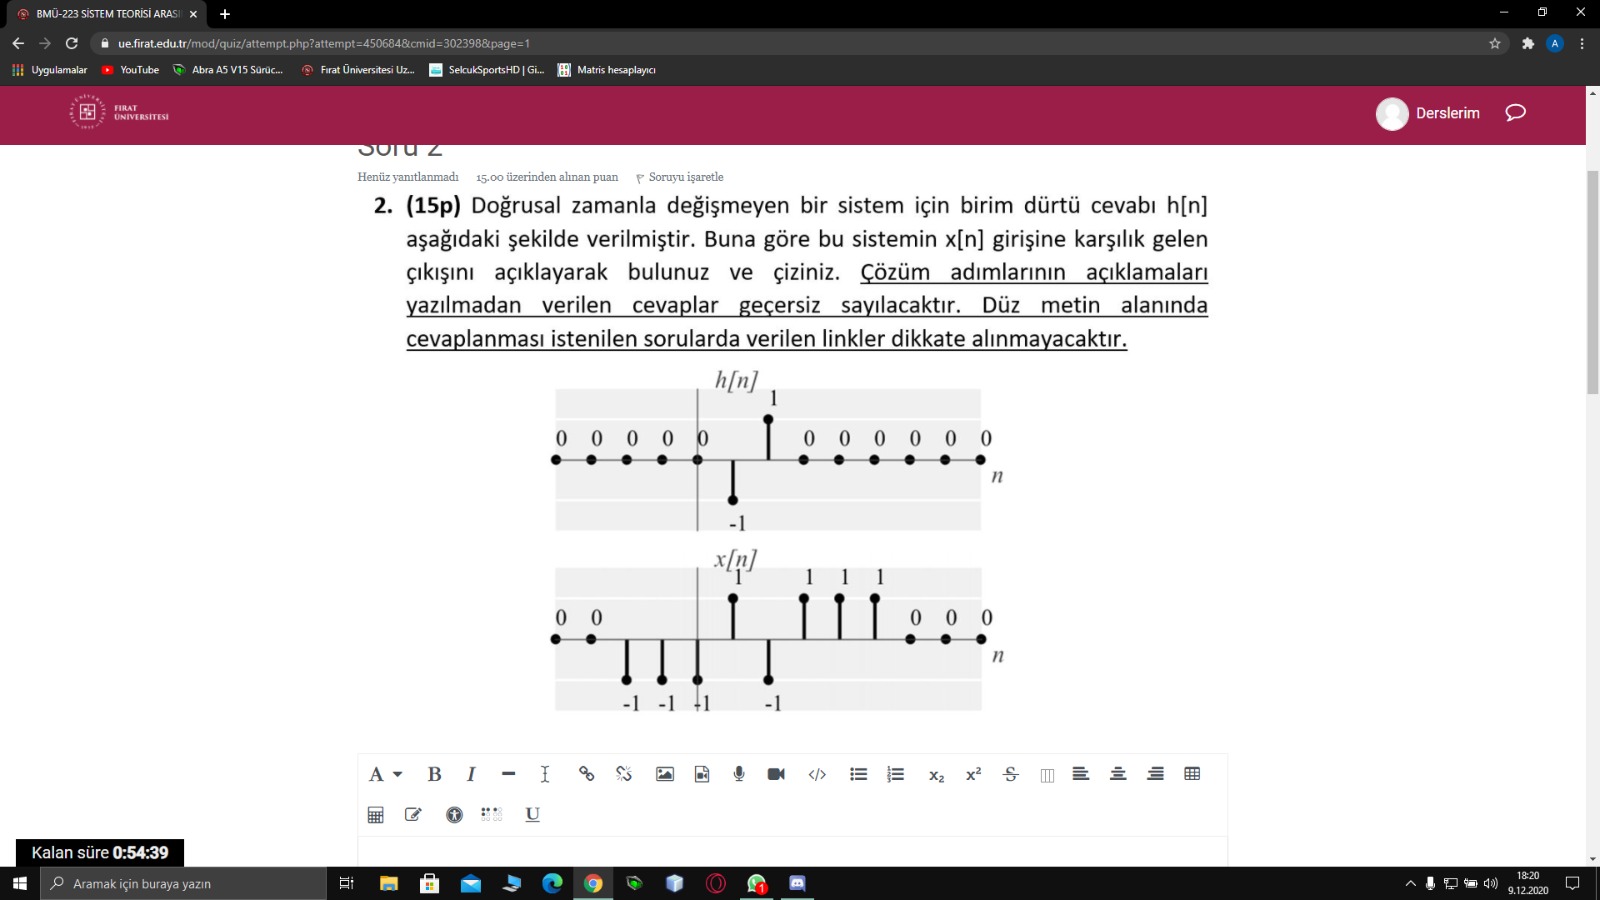 BMÜ-223 SİSTEM TEORİSİ ARASI
ue.firat.edu.tr/mod/quiz/attempt.php?attempt=450684&cmid=302398&page=1
A
Uygulamalar YouTube Abra A5 V15 Sürüc... Fırat Üniversitesi Uz... SelcukSportsHD | Gi... Matris hesaplayıcı
FIRAT
ÜNİVERSİTESİ
Derslerim
Soru 2
Henüz yanıtlanmadı 15.00 üzerinden alınan puan Soruyu işaretle
2. (15p) Doğrusal zamanla değişmeyen bir sistem için birim dürtü cevabı h[n]
aşağıdaki şekilde verilmiştir. Buna göre bu sistemin x[n] girişine karşılık gelen
çıkışını açıklayarak bulunuz ve çiziniz. Çözüm adımlarının açıklamaları
yazılmadan verilen cevaplar geçersiz sayılacaktır. Düz metin alanında
cevaplanması istenilen sorularda verilen linkler dikkate alınmayacaktır.
h[n]
1
0 0 0 0 0 0 0 0 0 0 0
n
-1
x[n]
1 1 1 1
0 0 0 0 0
n
-1 -1 -1 -1
A B I x₂ x² S
U
Kalan süre 0:54:39
Aramak için buraya yazın
1
18:20
9.12.2020